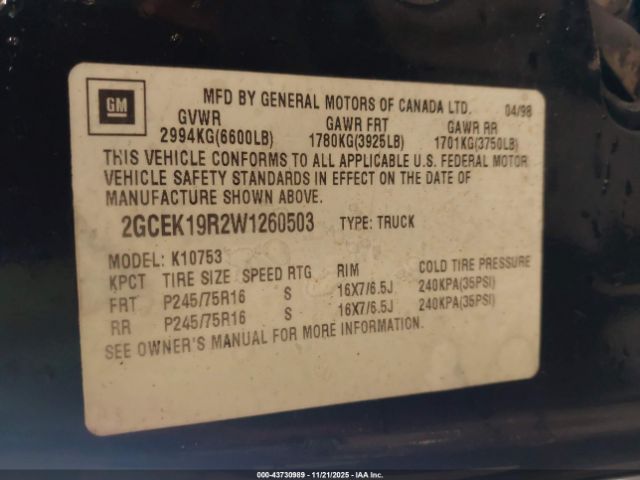 GM
MFD BY GENERAL MOTORS OF CANADA LTD. 04/98
GVWR GAWR FRT GAWR RR
2994KG(6600LB) 1780KG(3925LB) 1701KG(3750LB)
THIS VEHICLE CONFORMS TO ALL APPLICABLE U.S. FEDERAL MOTOR
VEHICLE SAFETY STANDARDS IN EFFECT ON THE DATE OF
MANUFACTURE SHOWN ABOVE.
2GCEK19R2W1260503 TYPE: TRUCK
MODEL: K10753
KPCT TIRE SIZE SPEED RTG RIM COLD TIRE PRESSURE
FRT P245/75R16 S 16X7/6.5J 240KPA(35PSI)
RR P245/75R16 S 16X7/6.5J 240KPA(35PSI)
SEE OWNER'S MANUAL FOR MORE INFORMATION.
000-43730989 - 11/21/2025 - IAA, Inc.